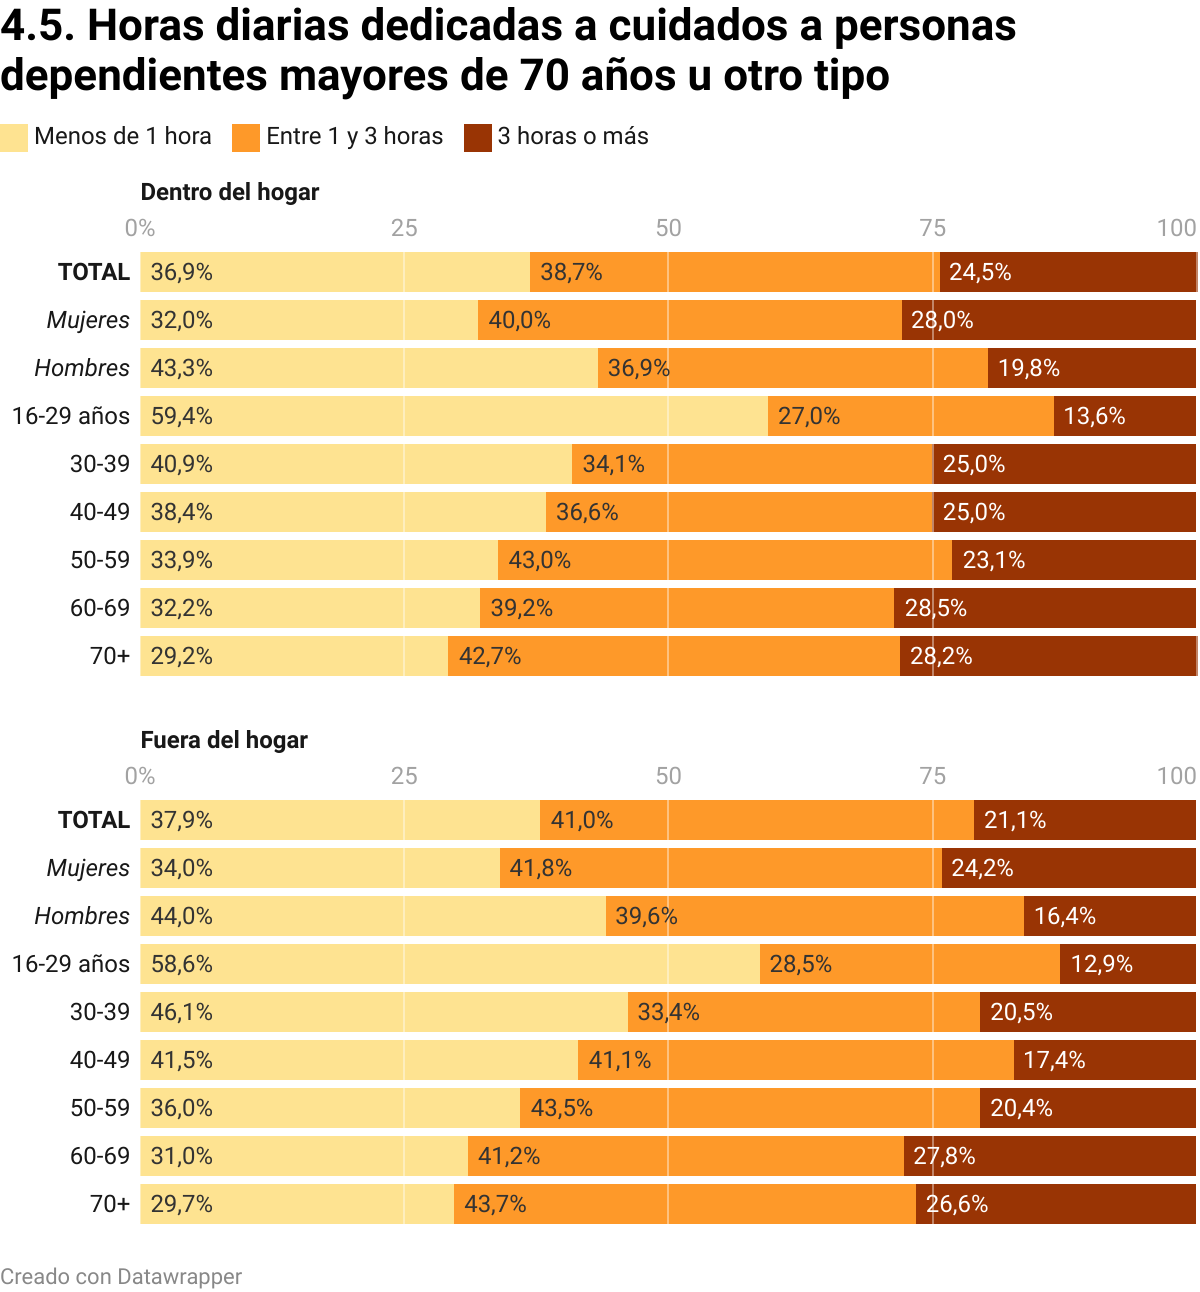 4.5. Horas diarias dedicadas a cuidados a personas
dependientes mayores de 70 años u otro tipo
Menos de 1 hora Entre 1 y 3 horas 3 horas o más
Dentro del hogar
0% 25 50 75 100
TOTAL 36,9% 38,7% 24,5%
Mujeres 32,0% 40,0% 28,0%
Hombres 43,3% 36,9% 19,8%
16-29 años 59,4% 27,0% 13,6%
30-39 40,9% 34,1% 25,0%
40-49 38,4% 36,6% 25,0%
50-59 33,9% 43,0% 23,1%
60-69 32,2% 39,2% 28,5%
70+ 29,2% 42,7% 28,2%
Fuera del hogar
0% 25 50 75 100
TOTAL 37,9% 41,0% 21,1%
Mujeres 34,0% 41,8% 24,2%
Hombres 44,0% 39,6% 16,4%
16-29 años 58,6% 28,5% 12,9%
30-39 46,1% 33,4% 20,5%
40-49 41,5% 41,1% 17,4%
50-59 36,0% 43,5% 20,4%
60-69 31,0% 41,2% 27,8%
70+ 29,7% 43,7% 26,6%
Creado con Datawrapper